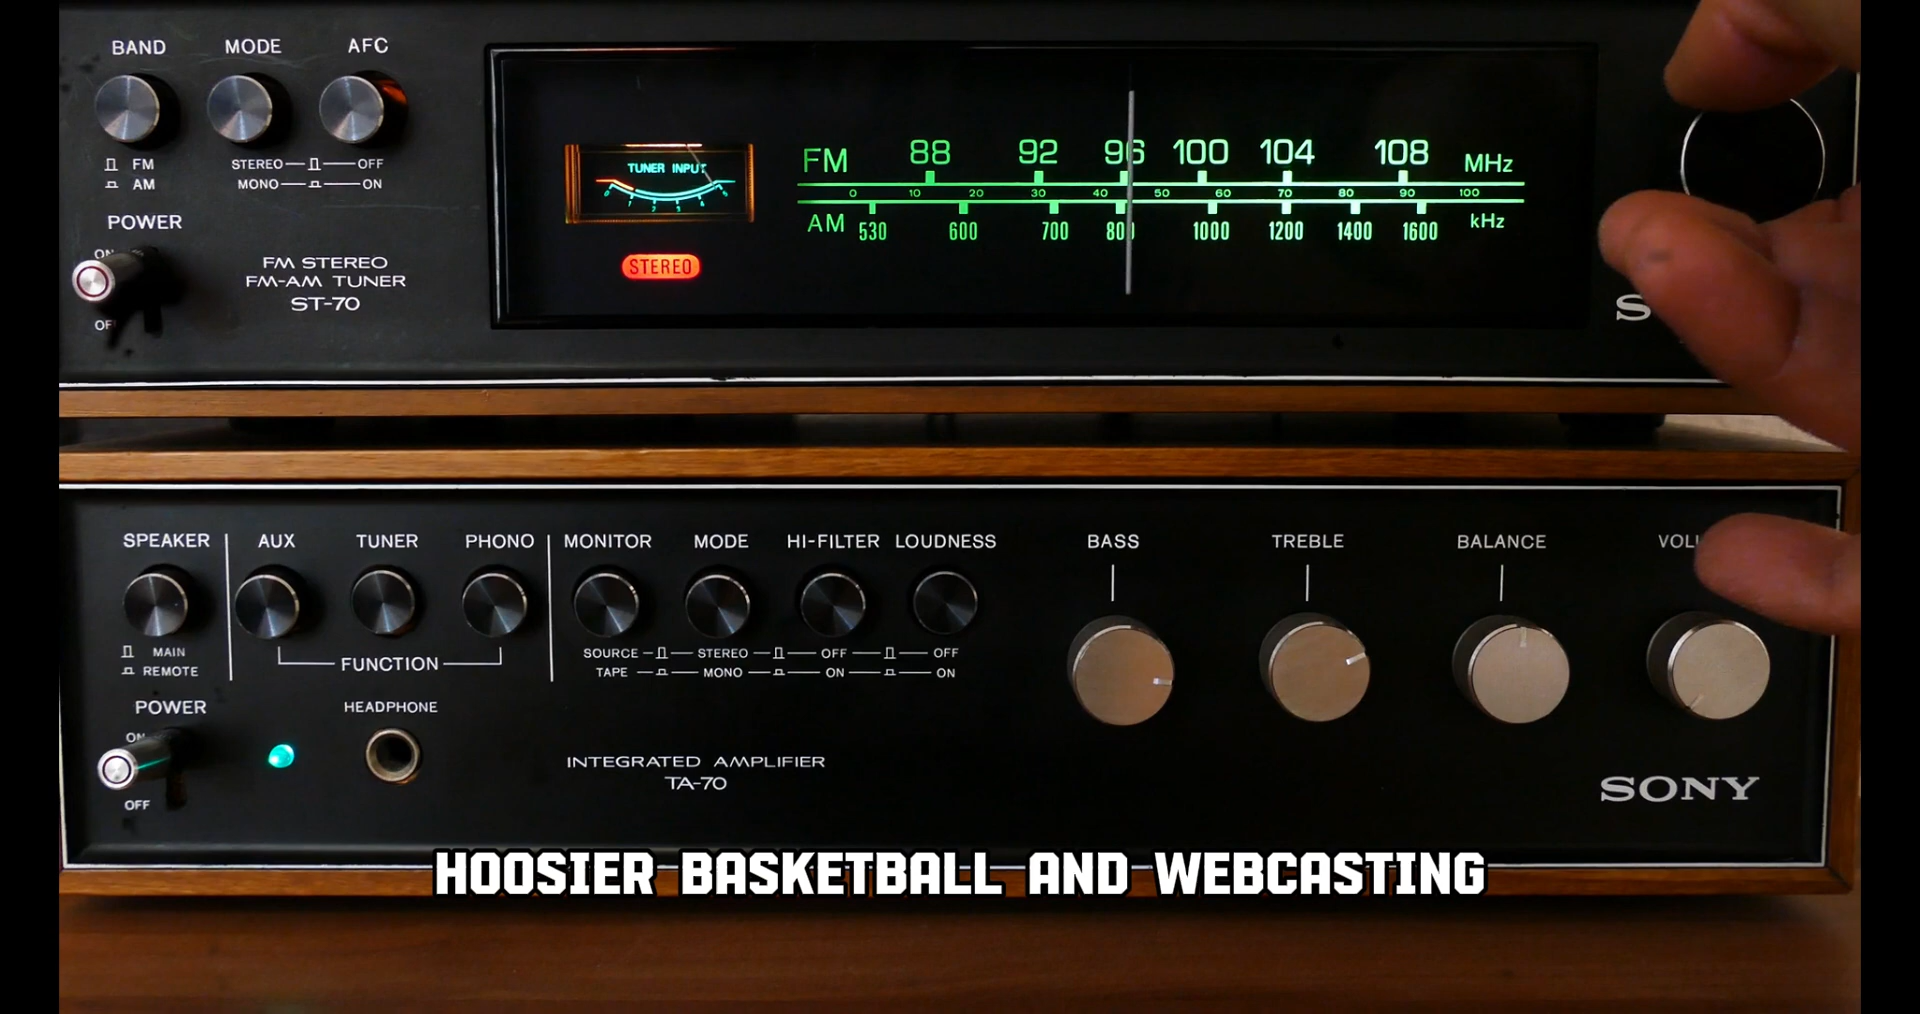 BAND MODE AFC
FM
AM
STEREO OFF
MONO ON
POWER
ON
FM STEREO
FM-AM TUNER
ST-70
TUNER INPUT
STEREO
FM 88 92 96 100 104 108 MHz
0 10 20 30 40 50 60 70 80 90 100
AM 530 600 700 800 1000 1200 1400 1600 kHz
SPEAKER AUX TUNER PHONO MONITOR MODE HI-FILTER LOUDNESS BASS TREBLE BALANCE
MAIN
REMOTE
FUNCTION
SOURCE STEREO OFF OFF
TAPE MONO ON ON
POWER
ON
OFF
HEADPHONE
INTEGRATED AMPLIFIER
TA-70
SONY
HOOSIER BASKETBALL AND WEBCASTING